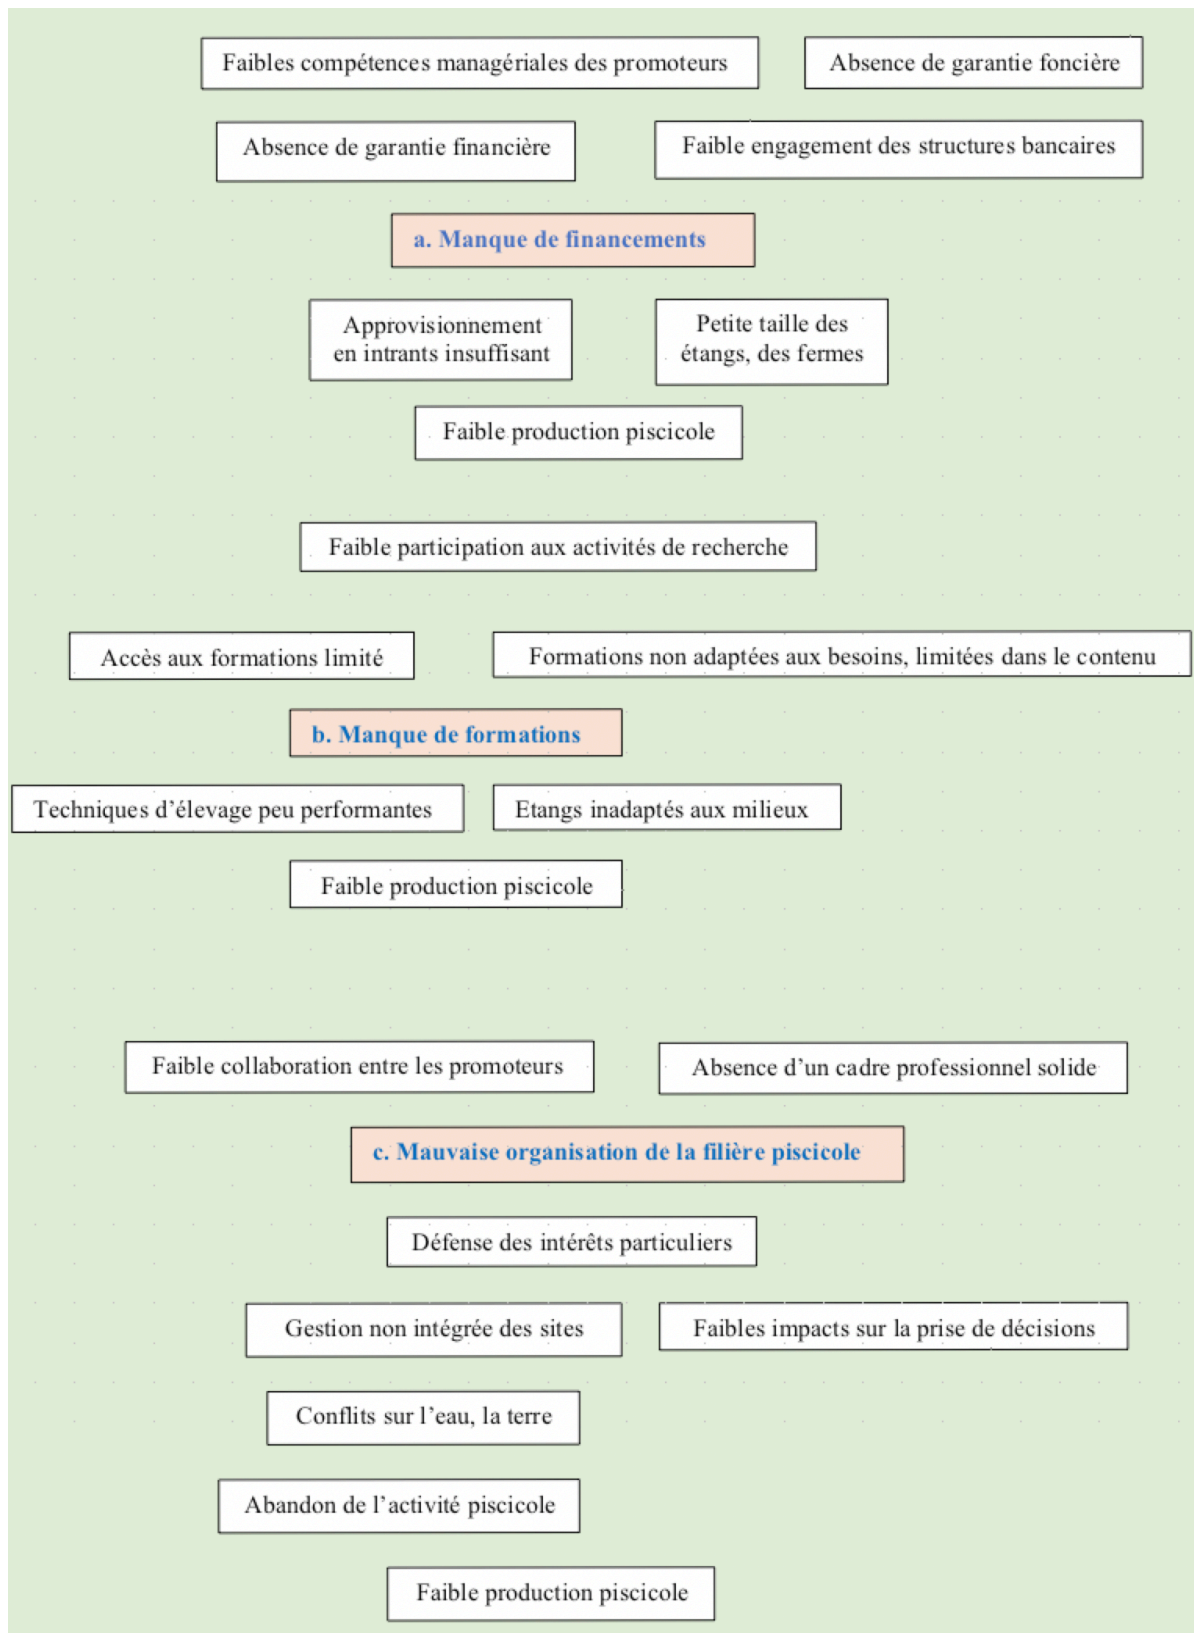 Faibles compétences managériales des promoteurs
Absence de garantie foncière
Absence de garantie financière
Faible engagement des structures bancaires
a. Manque de financements
Approvisionnement
en intrants insuffisant
Petite taille des
étangs, des fermes
Faible production piscicole
Faible participation aux activités de recherche
Accès aux formations limité
Formations non adaptées aux besoins, limitées dans le contenu
b. Manque de formations
Techniques d’élevage peu performantes
Etangs inadaptés aux milieux
Faible production piscicole
Faible collaboration entre les promoteurs
Absence d’un cadre professionnel solide
c. Mauvaise organisation de la filière piscicole
Défense des intérêts particuliers
Gestion non intégrée des sites
Faibles impacts sur la prise de décisions
Conflits sur l’eau, la terre
Abandon de l’activité piscicole
Faible production piscicole